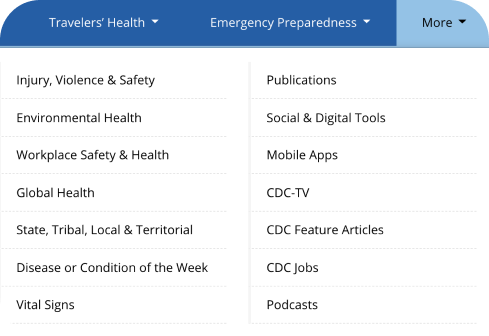 Travelers’ Health
Emergency Preparedness
More
Injury, Violence & Safety
Environmental Health
Workplace Safety & Health
Global Health
State, Tribal, Local & Territorial
Disease or Condition of the Week
Vital Signs
Publications
Social & Digital Tools
Mobile Apps
CDC-TV
CDC Feature Articles
CDC Jobs
Podcasts